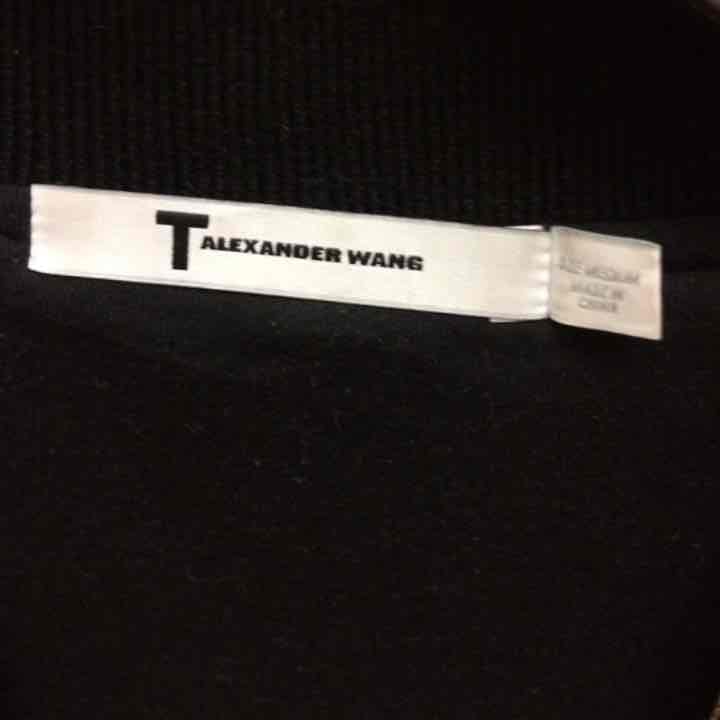 T ALEXANDER WANG
SIZE MEDIUM
MADE IN
CHINA